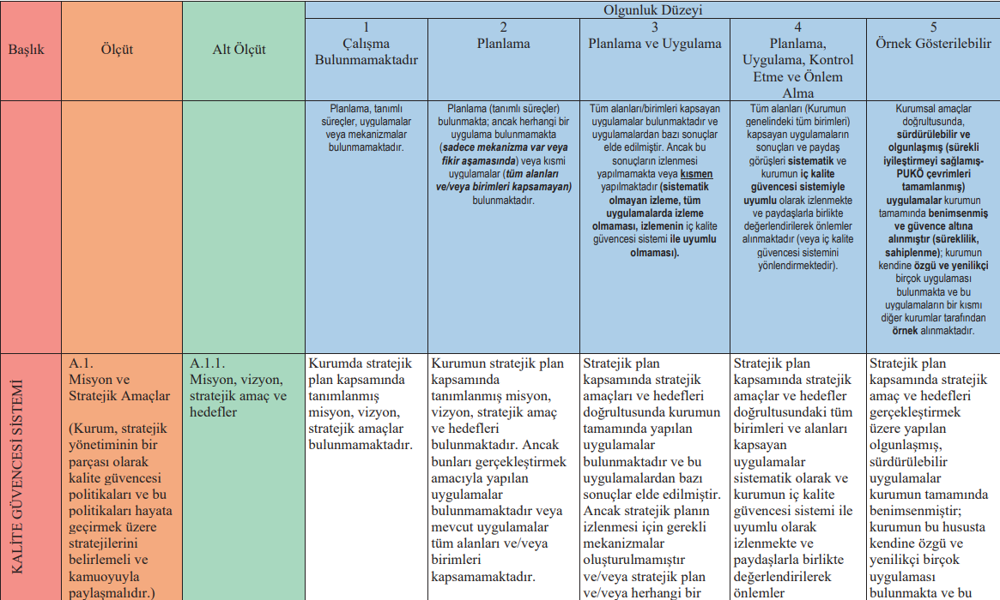 Başlık
Ölçüt
Alt Ölçüt
Olgunluk Düzeyi
1
Çalışma
Bulunmamaktadır
2
Planlama
3
Planlama ve Uygulama
4
Planlama,
Uygulama, Kontrol
Etme ve Önlem
Alma
5
Örnek Gösterilebilir
Planlama, tanımlı
süreçler, uygulamalar
veya mekanizmalar
bulunmamaktadır.
Planlama (tanımlı süreçler)
bulunmakta; ancak herhangi bir
uygulama bulunmamakta
(sadece mekanizma var veya
fikir aşamasında) veya kısmi
uygulamalar (tüm alanları
ve/veya birimleri kapsamayan)
bulunmaktadır.
Tüm alanları/birimleri kapsayan
uygulamalar bulunmaktadır ve
uygulamalardan bazı sonuçlar
elde edilmiştir. Ancak bu
sonuçların izlenmesi
yapılmamakta veya kısmen
yapılmaktadır (sistematik
olmayan izleme, tüm
uygulamalarda izleme
olmaması, izlemenin iç kalite
güvencesi sistemi ile uyumlu
olmaması).
Tüm alanları (Kurumun
genelindeki tüm birimleri)
kapsayan uygulamaların
sonuçları ve paydaş
görüşleri sistematik ve
kurumun iç kalite
güvencesi sistemiyle
uyumlu olarak izlenmekte
ve paydaşlarla birlikte
değerlendirilerek önlemler
alınmaktadır (veya iç kalite
güvencesi sistemini
yönlendirmektedir).
Kurumsal amaçlar
doğrultusunda,
sürdürülebilir ve
olgunlaşmış (sürekli
iyileştirmeyi sağlamış-
PUKÖ çevrimleri
tamamlanmış)
uygulamalar kurumun
tamamında benimsenmiş
ve güvence altına
alınmıştır (süreklilik,
sahiplenme); kurumun
kendine özgü ve yenilikçi
birçok uygulaması
bulunmakta ve bu
uygulamaların bir kısmı
diğer kurumlar tarafından
örnek alınmaktadır.
KALİTE GÜVENCESİ SİSTEMİ
A.1.
Misyon ve
Stratejik Amaçlar
(Kurum, stratejik
yönetiminin bir
parçası olarak
kalite güvencesi
politikaları ve bu
politikaları hayata
geçirmek üzere
stratejilerini
belirlemeli ve
kamuoyuyla
paylaşmalıdır.)
A.1.1.
Misyon, vizyon,
stratejik amaç ve
hedefler
Kurumda stratejik
plan kapsamında
tanımlanmış
misyon, vizyon,
stratejik amaçlar
bulunmamaktadır.
Kurumun stratejik plan
kapsamında
tanımlanmış misyon,
vizyon, stratejik amaç
ve hedefleri
bulunmaktadır. Ancak
bunları gerçekleştirmek
amacıyla yapılan
uygulamalar
bulunmamaktadır veya
mevcut uygulamalar
tüm alanları ve/veya
birimleri
kapsamamaktadır.
Stratejik plan
kapsamında stratejik
amaçları ve hedefleri
doğrultusunda kurumun
tamamında yapılan
uygulamalar
bulunmaktadır ve bu
uygulamalardan bazı
sonuçlar elde edilmiştir.
Ancak stratejik planın
izlenmesi için gerekli
mekanizmalar
oluşturulmamıştır
ve/veya stratejik plan
ve/veya herhangi bir
Stratejik plan
kapsamında stratejik
amaçlar ve hedefler
doğrultusundaki tüm
birimleri ve alanları
kapsayan
uygulamalar
sistematik olarak ve
kurumun iç kalite
güvencesi sistemi ile
uyumlu olarak
izlenmekte ve
paydaşlarla birlikte
değerlendirilerek
önlemler
Stratejik plan
kapsamında stratejik
amaç ve hedefleri
gerçekleştirmek
üzere yapılan
olgunlaşmış,
sürdürülebilir
uygulamalar
kurumun tamamında
benimsenmiştir;
kurumun bu hususta
kendine özgü ve
yenilikçi birçok
uygulaması
bulunmakta ve bu